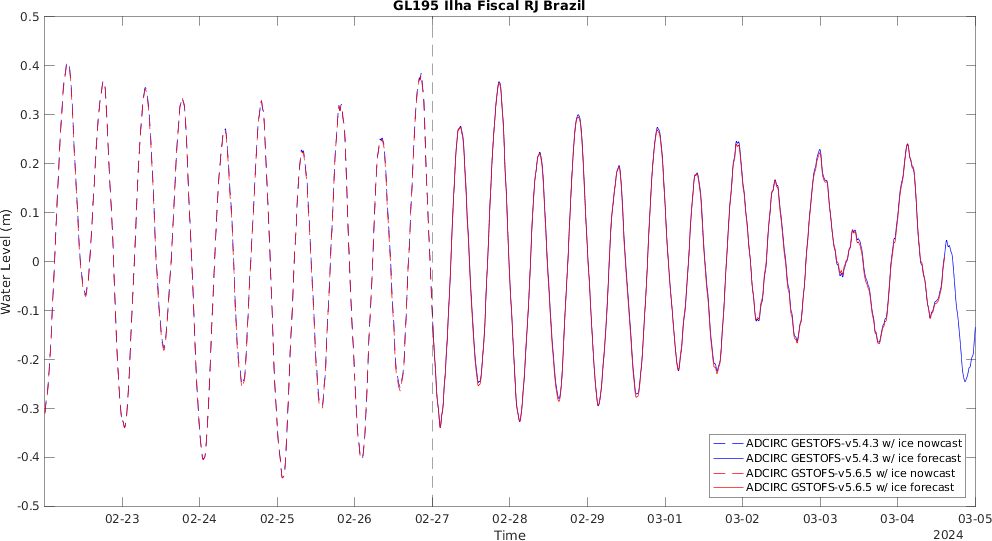 GL195 Ilha Fiscal RJ Brazil
0.5
0.4
0.3
0.2
0.1
0
-0.1
-0.2
-0.3
-0.4
-0.5
Water Level (m)
ADCIRC GESTOFS-v5.4.3 w/ ice nowcast
ADCIRC GESTOFS-v5.4.3 w/ ice forecast
ADCIRC GSTOFS-v5.6.5 w/ ice nowcast
ADCIRC GSTOFS-v5.6.5 w/ ice forecast
02-23 02-24 02-25 02-26 02-27 02-28 02-29 03-01 03-02 03-03 03-04 03-05
Time
2024